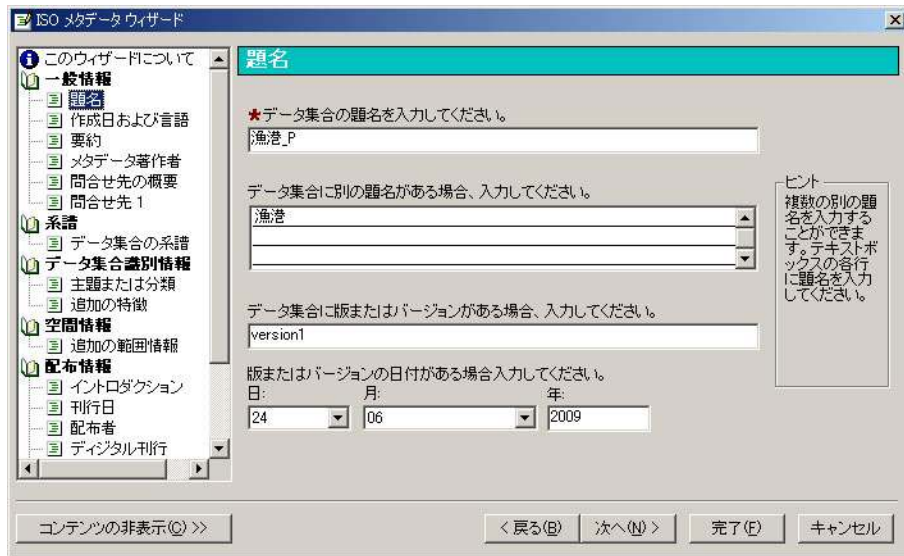 ISO メタデータ ウィザード
このウィザードについて
一般情報
題名
作成日および言語
要約
メタデータ著作者
問合せ先の概要
問合せ先 1
系譜
データ集合の系譜
データ集合識別情報
主題または分類
追加の特徴
空間情報
追加の範囲情報
配布情報
イントロダクション
刊行日
配布者
ディジタル刊行
題名
★データ集合の題名を入力してください。
漁港_P
データ集合に別の題名がある場合、入力してください。
漁港
データ集合に版またはバージョンがある場合、入力してください。
version1
版またはバージョンの日付がある場合入力してください。
日: 月: 年:
24 06 2009
ヒント
複数の別の題
名を入力する
ことができま
す。テキストボ
ックスの各行
に題名を入力
してください。
コンテンツの非表示(C) >> < 戻る(B) 次へ(N) > 完了(F) キャンセル